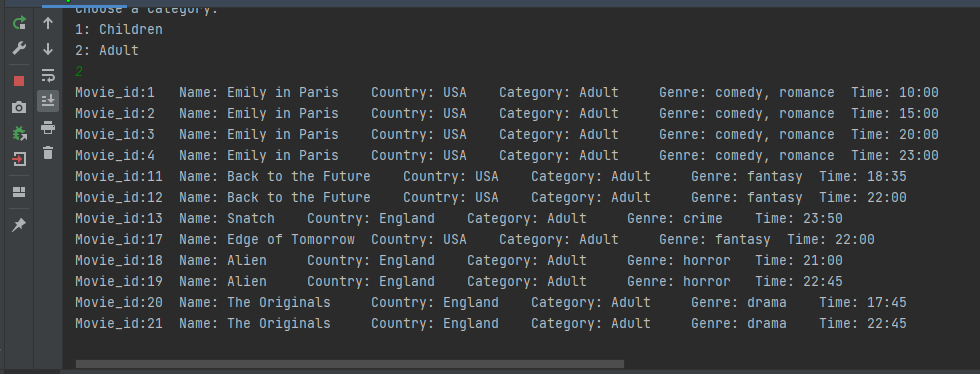 Choose a category:
1: Children
2: Adult
2
Movie_id:1   Name: Emily in Paris    Country: USA    Category: Adult     Genre: comedy, romance  Time: 10:00
Movie_id:2   Name: Emily in Paris    Country: USA    Category: Adult     Genre: comedy, romance  Time: 15:00
Movie_id:3   Name: Emily in Paris    Country: USA    Category: Adult     Genre: comedy, romance  Time: 20:00
Movie_id:4   Name: Emily in Paris    Country: USA    Category: Adult     Genre: comedy, romance  Time: 23:00
Movie_id:11  Name: Back to the Future    Country: USA    Category: Adult     Genre: fantasy  Time: 18:35
Movie_id:12  Name: Back to the Future    Country: USA    Category: Adult     Genre: fantasy  Time: 22:00
Movie_id:13  Name: Snatch    Country: England    Category: Adult     Genre: crime    Time: 23:50
Movie_id:17  Name: Edge of Tomorrow  Country: USA    Category: Adult     Genre: fantasy  Time: 22:00
Movie_id:18  Name: Alien     Country: England    Category: Adult     Genre: horror   Time: 21:00
Movie_id:19  Name: Alien     Country: England    Category: Adult     Genre: horror   Time: 22:45
Movie_id:20  Name: The Originals     Country: England    Category: Adult     Genre: drama    Time: 17:45
Movie_id:21  Name: The Originals     Country: England    Category: Adult     Genre: drama    Time: 22:45